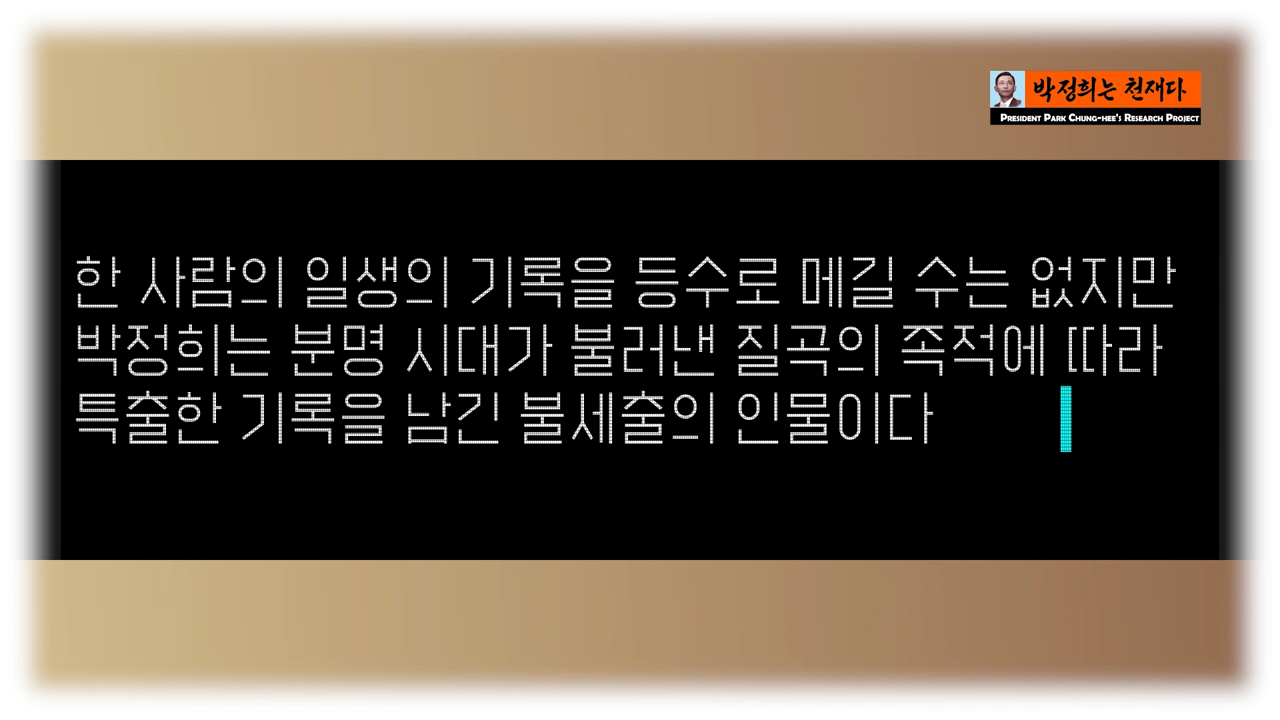 박정희는 천재다
PRESIDENT PARK CHUNG-HEE'S RESEARCH PROJECT
한 사람의 일생의 기록을 등수로 메길 수는 없지만
박정희는 분명 시대가 불러낸 질곡의 족적에 따라
특출한 기록을 남긴 불세출의 인물이다